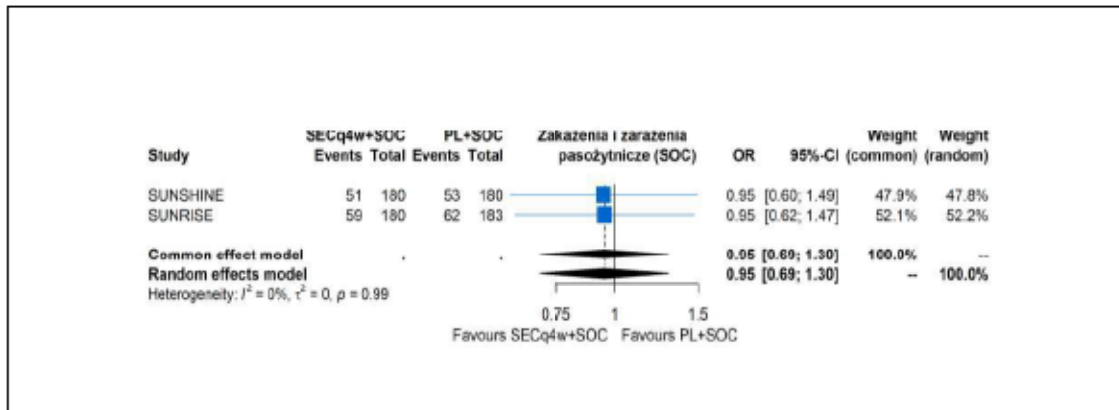 SECq4w+SOC PL+SOC Zakażenia i zarażenia Weight Weight
Study Events Total Events Total pasożytnicze (SOC) OR 95%-CI (common) (random)
SUNSHINE 51 180 53 180 0.95 [0.60; 1.49] 47.9% 47.8%
SUNRISE 59 180 62 183 0.95 [0.62; 1.47] 52.1% 52.2%
Common effect model . . 0.95 [0.69; 1.30] 100.0% --
Random effects model 0.95 [0.69; 1.30] -- 100.0%
Heterogeneity: I² = 0%, τ² = 0, p = 0.99
0.75 1 1.5
Favours SECq4w+SOC Favours PL+SOC